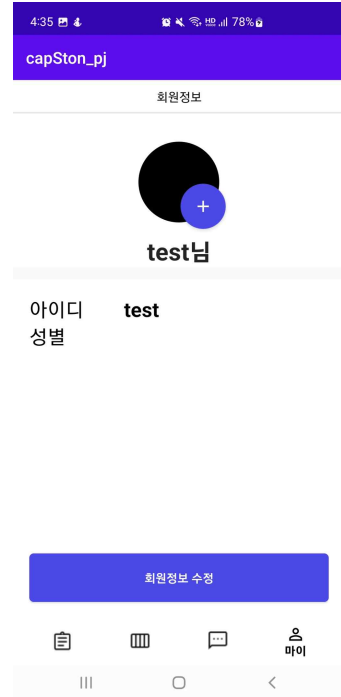 4:35 78%
capSton_pj
회원정보
+
test님
아이디 test
성별
회원정보 수정
마이